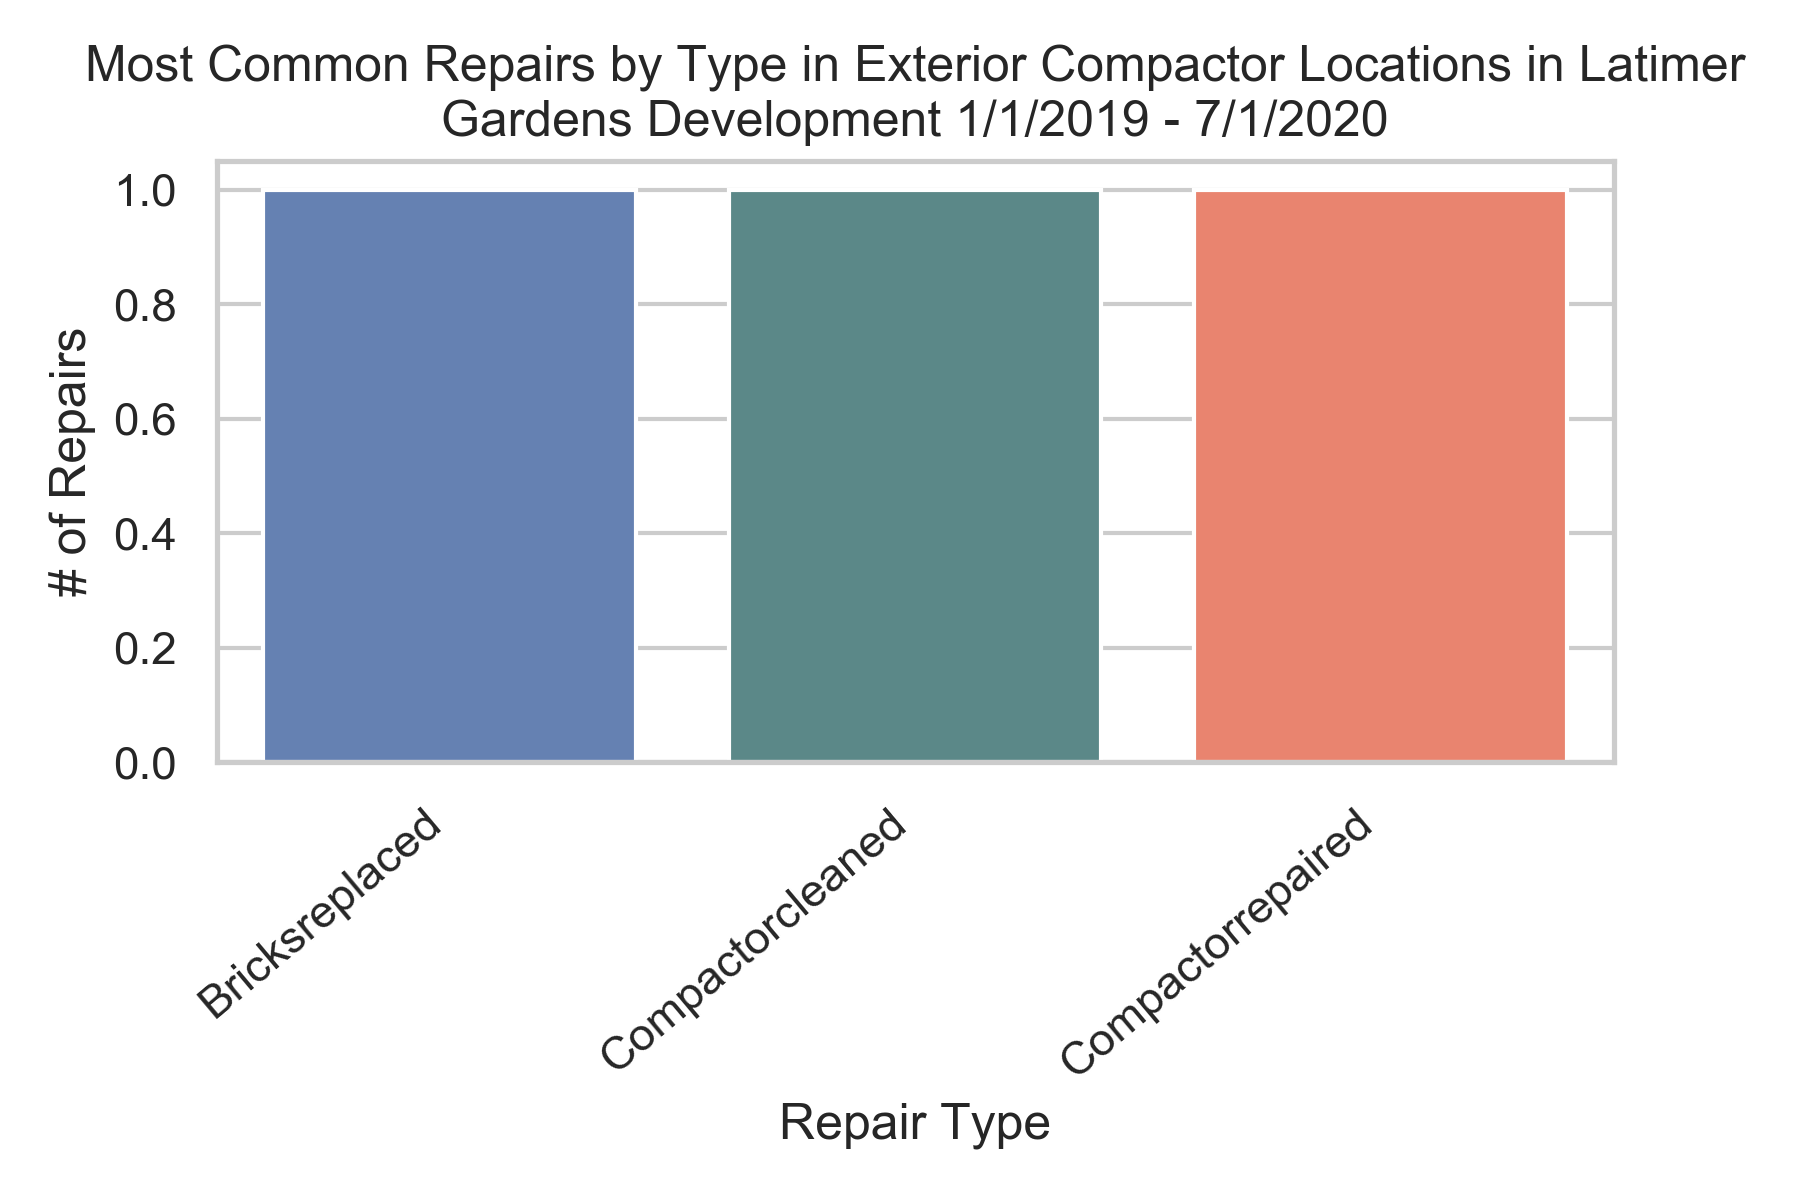 Most Common Repairs by Type in Exterior Compactor Locations in Latimer
Gardens Development 1/1/2019 - 7/1/2020
1.0
0.8
0.6
0.4
0.2
0.0
# of Repairs
Bricksreplaced
Compactorcleaned
Compactorrepaired
Repair Type